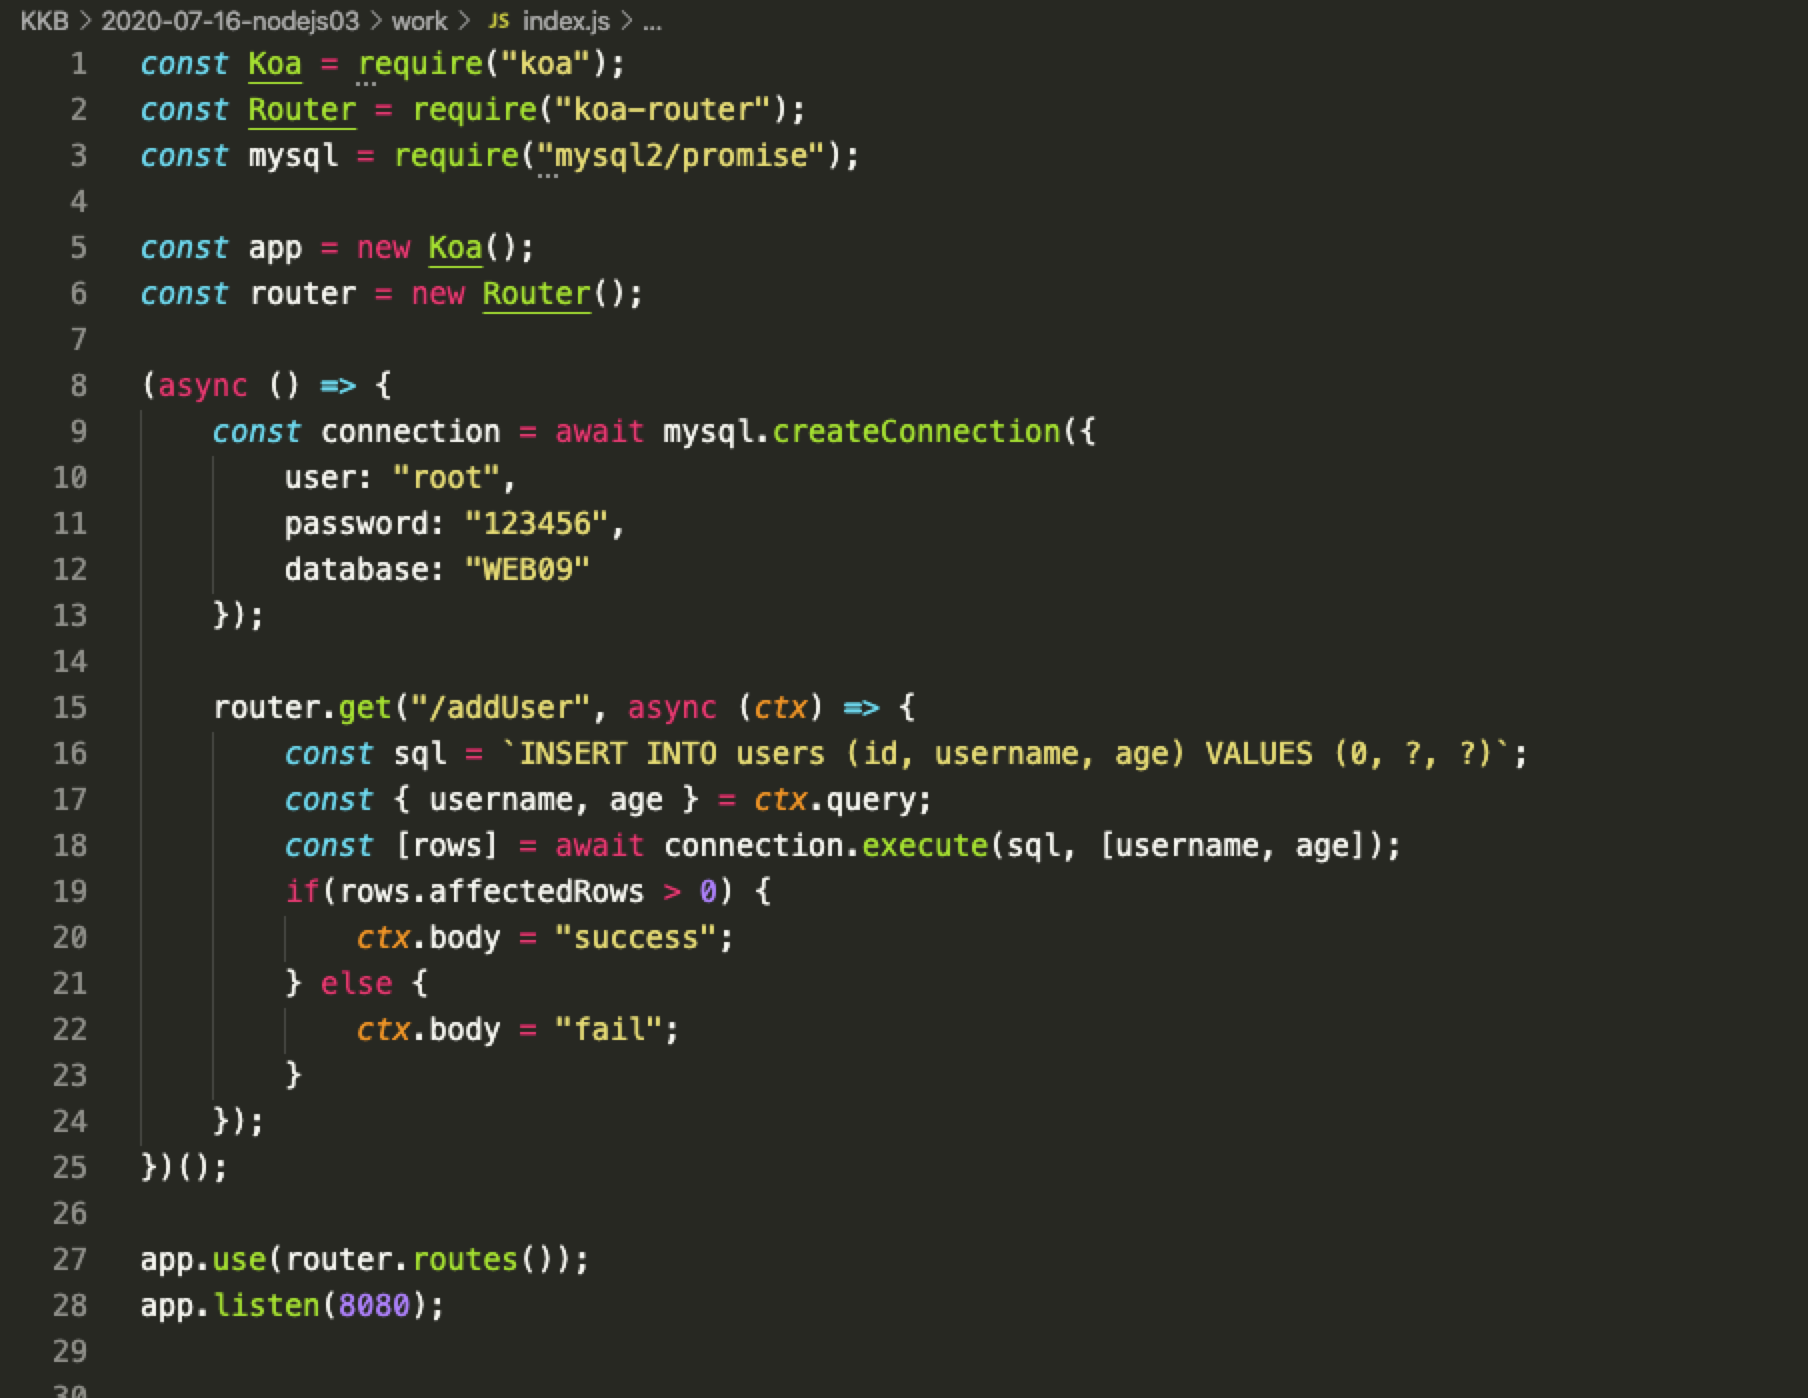 KKB > 2020-07-16-nodejs03 > work > JS index.js > ...
1 const Koa = require("koa");
2 const Router = require("koa-router");
3 const mysql = require("mysql2/promise");
4
5 const app = new Koa();
6 const router = new Router();
7
8 (async () => {
9 const connection = await mysql.createConnection({
10 user: "root",
11 password: "123456",
12 database: "WEB09"
13 });
14
15 router.get("/addUser", async (ctx) => {
16 const sql = `INSERT INTO users (id, username, age) VALUES (0, ?, ?)`;
17 const { username, age } = ctx.query;
18 const [rows] = await connection.execute(sql, [username, age]);
19 if(rows.affectedRows > 0) {
20 ctx.body = "success";
21 } else {
22 ctx.body = "fail";
23 }
24 });
25 })();
26
27 app.use(router.routes());
28 app.listen(8080);
29
30